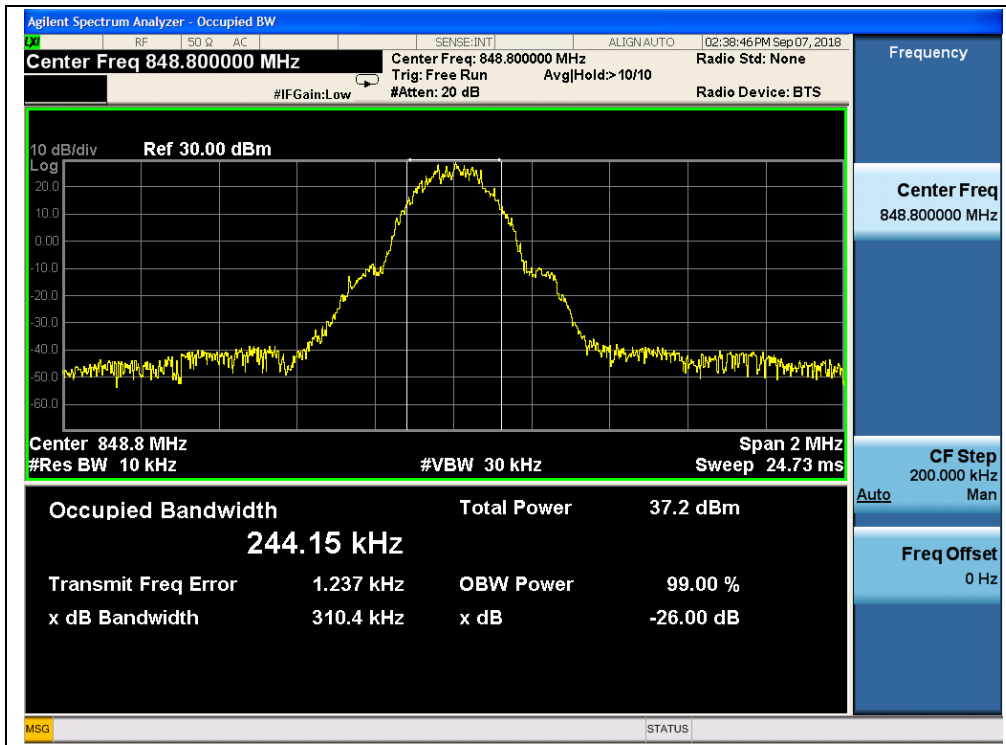 Agilent Spectrum Analyzer - Occupied BW
LXI RF 50 Ω AC SENSE:INT ALIGN AUTO 02:38:46 PM Sep 07, 2018
Center Freq 848.800000 MHz
Center Freq: 848.800000 MHz Radio Std: None
Trig: Free Run Avg|Hold:>10/10
#IFGain:Low #Atten: 20 dB Radio Device: BTS
10 dB/div Ref 30.00 dBm
Log
20.0
10.0
0.00
-10.0
-20.0
-30.0
-40.0
-50.0
-60.0
Center 848.8 MHz Span 2 MHz
#Res BW 10 kHz #VBW 30 kHz Sweep 24.73 ms
Occupied Bandwidth Total Power 37.2 dBm
244.15 kHz
Transmit Freq Error 1.237 kHz OBW Power 99.00 %
x dB Bandwidth 310.4 kHz x dB -26.00 dB
MSG STATUS
Frequency
Center Freq
848.800000 MHz
CF Step
200.000 kHz
Auto Man
Freq Offset
0 Hz